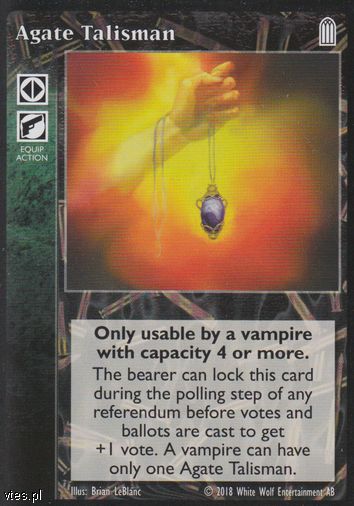 Agate Talisman
EQUIP
ACTION
Only usable by a vampire
with capacity 4 or more.
The bearer can lock this card
during the polling step of any
referendum before votes and
ballots are cast to get
+1 vote. A vampire can have
only one Agate Talisman.
vtes.pl
Illus: Brian LeBlanc © 2018 White Wolf Entertainment AB